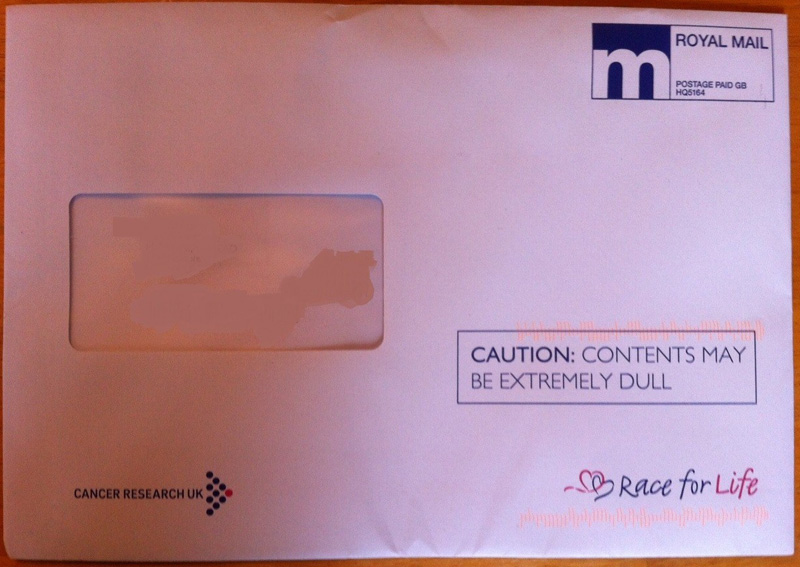 m
ROYAL MAIL
POSTAGE PAID GB
HQ5164
CAUTION: CONTENTS MAY
BE EXTREMELY DULL
CANCER RESEARCH UK
Race for Life